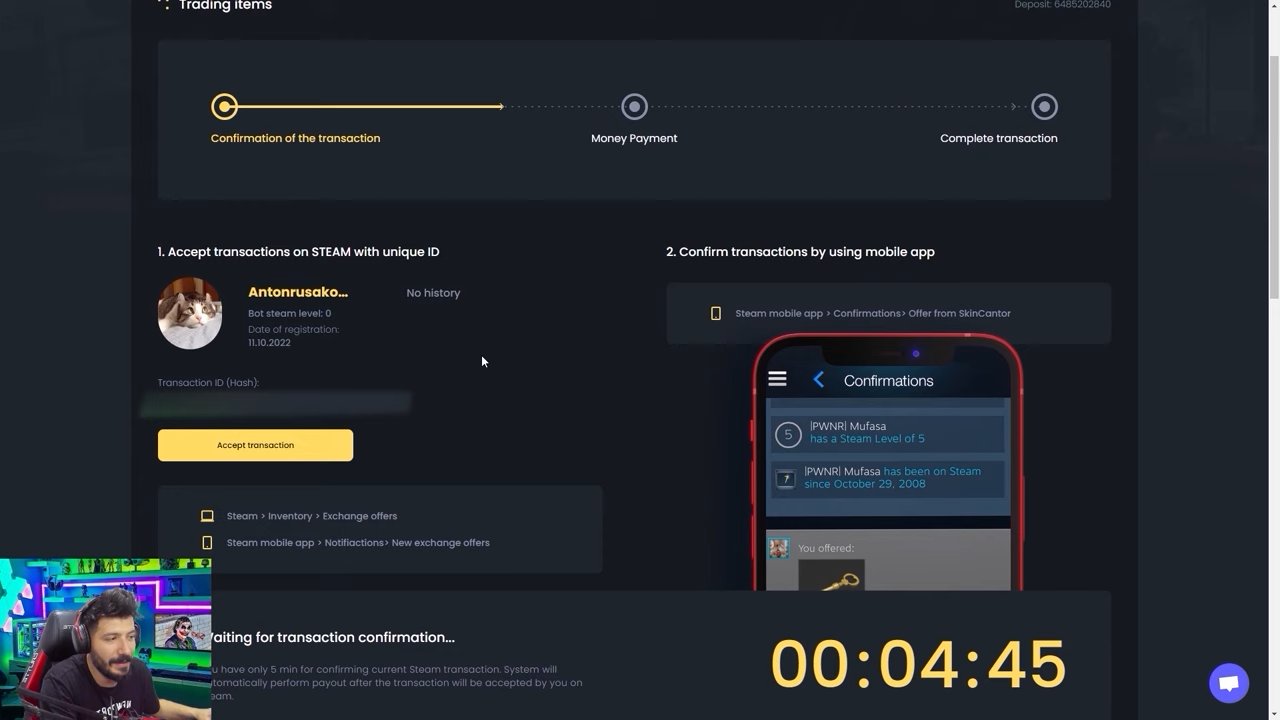 Trading items
Deposit: 6485202840
Confirmation of the transaction
Money Payment
Complete transaction
1. Accept transactions on STEAM with unique ID
Antonrusako...
No history
Bot steam level: 0
Date of registration:
11.10.2022
Transaction ID (Hash):
Accept transaction
Steam > Inventory > Exchange offers
Steam mobile app > Notifiactions> New exchange offers
2. Confirm transactions by using mobile app
Steam mobile app > Confirmations> Offer from SkinCantor
Confirmations
5
|PWNR| Mufasa
has a Steam Level of 5
|PWNR| Mufasa has been on Steam
since October 29, 2008
You offered:
transaction confirmation...
have only 5 min for confirming current Steam transaction. System will
perform payout after the transaction will be accepted by you on
00:04:45